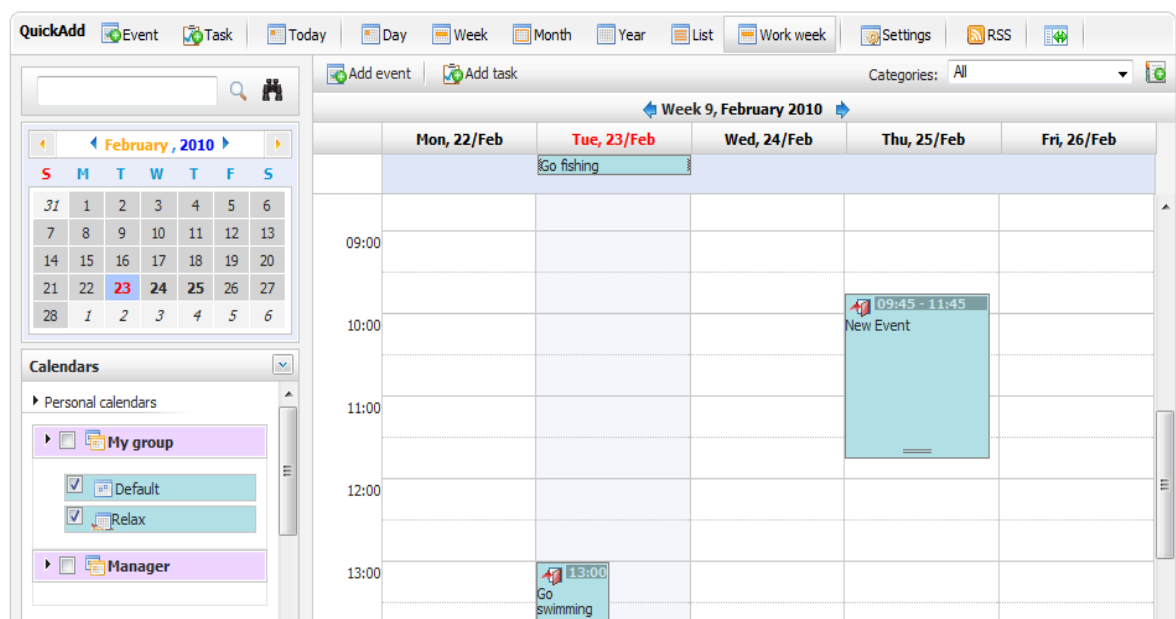 QuickAdd Event Task Today Day Week Month Year List Work week Settings RSS
Add event Add task Categories: All
Week 9, February 2010
Mon, 22/Feb Tue, 23/Feb Wed, 24/Feb Thu, 25/Feb Fri, 26/Feb
Go fishing
February , 2010
S M T W T F S
31 1 2 3 4 5 6
7 8 9 10 11 12 13
14 15 16 17 18 19 20
21 22 23 24 25 26 27
28 1 2 3 4 5 6
Calendars
Personal calendars
My group
Default
Relax
Manager
09:00
09:45 - 11:45
New Event
10:00
11:00
12:00
13:00
13:00
Go
swimming